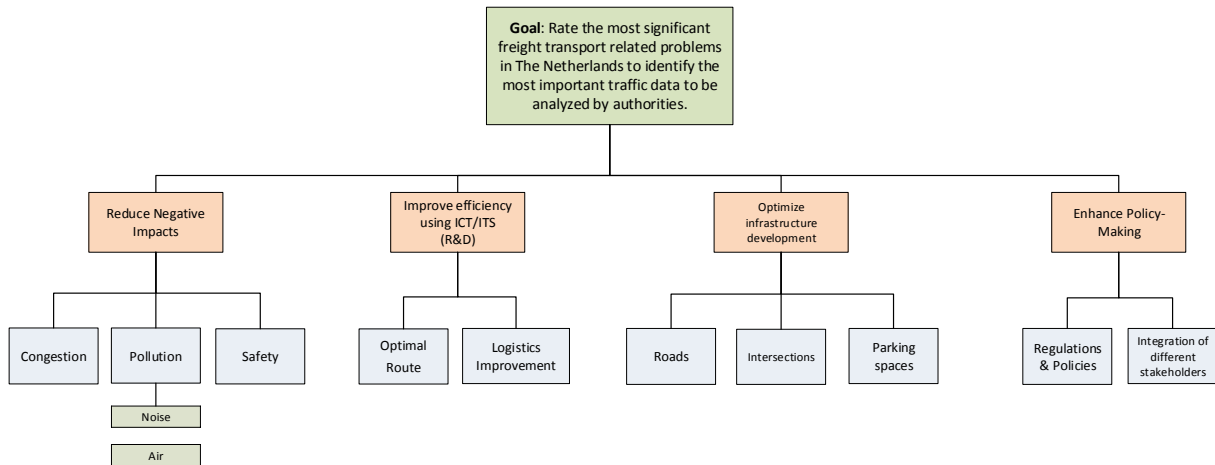 Goal: Rate the most significant
freight transport related problems
in The Netherlands to identify the
most important traffic data to be
analyzed by authorities.
Reduce Negative
Impacts
Improve efficiency
using ICT/ITS
(R&D)
Optimize
infrastructure
development
Enhance Policy-
Making
Congestion
Pollution
Safety
Optimal
Route
Logistics
Improvement
Roads
Intersections
Parking
spaces
Regulations
& Policies
Integration of
different
stakeholders
Noise
Air